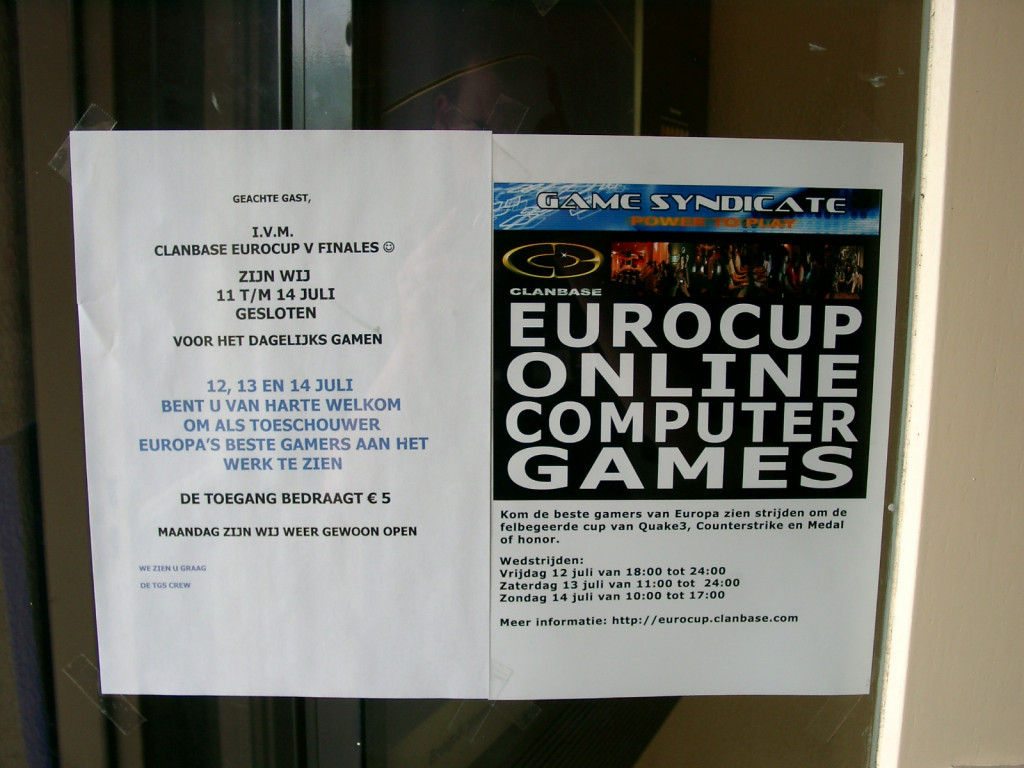 GEACHTE GAST,
I.V.M.
CLANBASE EUROCUP V FINALES ☺
ZIJN WIJ
11 T/M 14 JULI
GESLOTEN
VOOR HET DAGELIJKS GAMEN
12, 13 EN 14 JULI
BENT U VAN HARTE WELKOM
OM ALS TOESCHOUWER
EUROPA'S BESTE GAMERS AAN HET
WERK TE ZIEN
DE TOEGANG BEDRAAGT € 5
MAANDAG ZIJN WIJ WEER GEWOON OPEN
WE ZIEN U GRAAG
DE TGS CREW
GAME SYNDICATE
POWER TO PLAY
CLANBASE
EUROCUP
ONLINE
COMPUTER
GAMES
Kom de beste gamers van Europa zien strijden om de
felbegeerde cup van Quake3, Counterstrike en Medal
of honor.
Wedstrijden:
Vrijdag 12 juli van 18:00 tot 24:00
Zaterdag 13 juli van 11:00 tot 24:00
Zondag 14 juli van 10:00 tot 17:00
Meer informatie: http://eurocup.clanbase.com